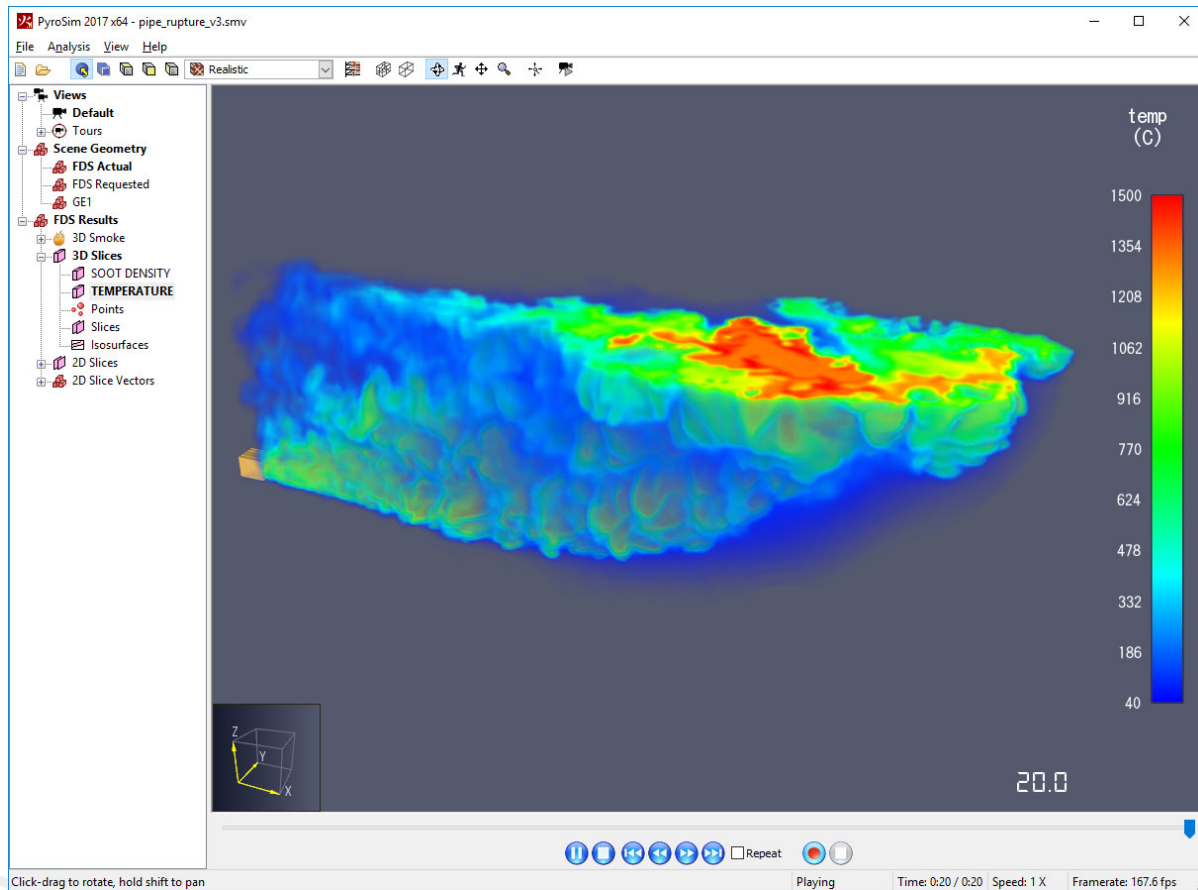 PyroSim 2017 x64 - pipe_rupture_v3.smv
File Analysis View Help
Realistic
Views
Default
Tours
Scene Geometry
FDS Actual
FDS Requested
GE1
FDS Results
3D Smoke
3D Slices
SOOT DENSITY
TEMPERATURE
Points
Slices
Isosurfaces
2D Slices
2D Slice Vectors
temp
(C)
1500
1354
1208
1062
916
770
624
478
332
186
40
Z
Y
X
20.0
Repeat
Click-drag to rotate, hold shift to pan Playing Time: 0:20 / 0:20 Speed: 1 X Framerate: 167.6 fps